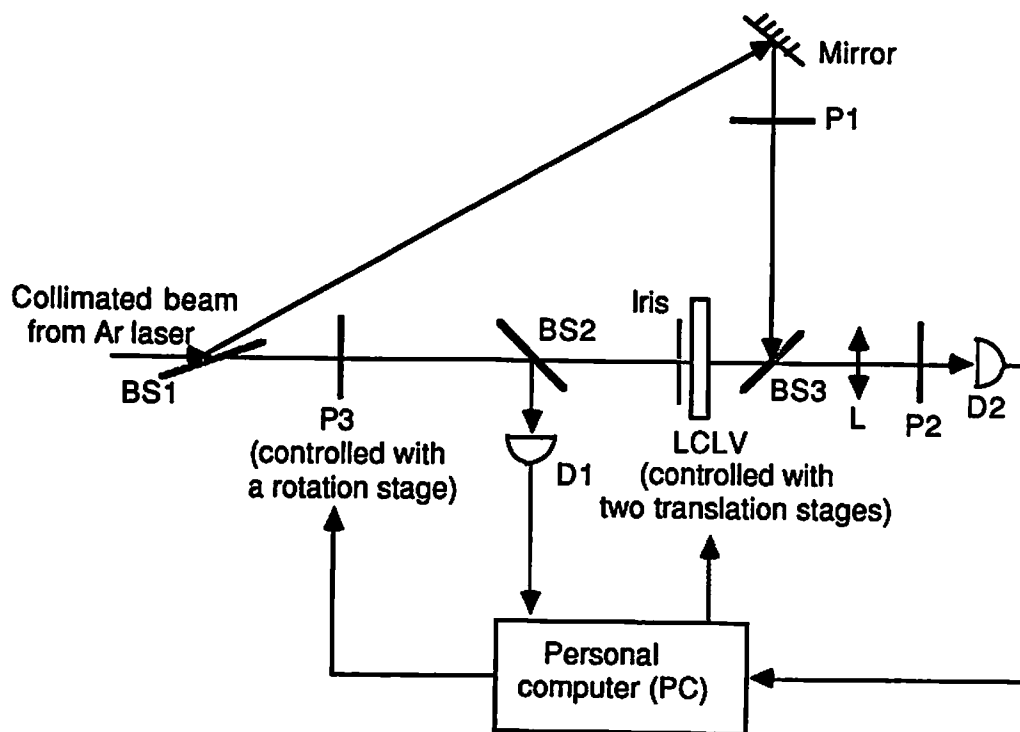 Mirror
P1
Collimated beam
from Ar laser
BS1
P3
(controlled with
a rotation stage)
BS2
D1
Iris
LCLV
(controlled with
two translation stages)
BS3
L
P2
D2
Personal
computer (PC)